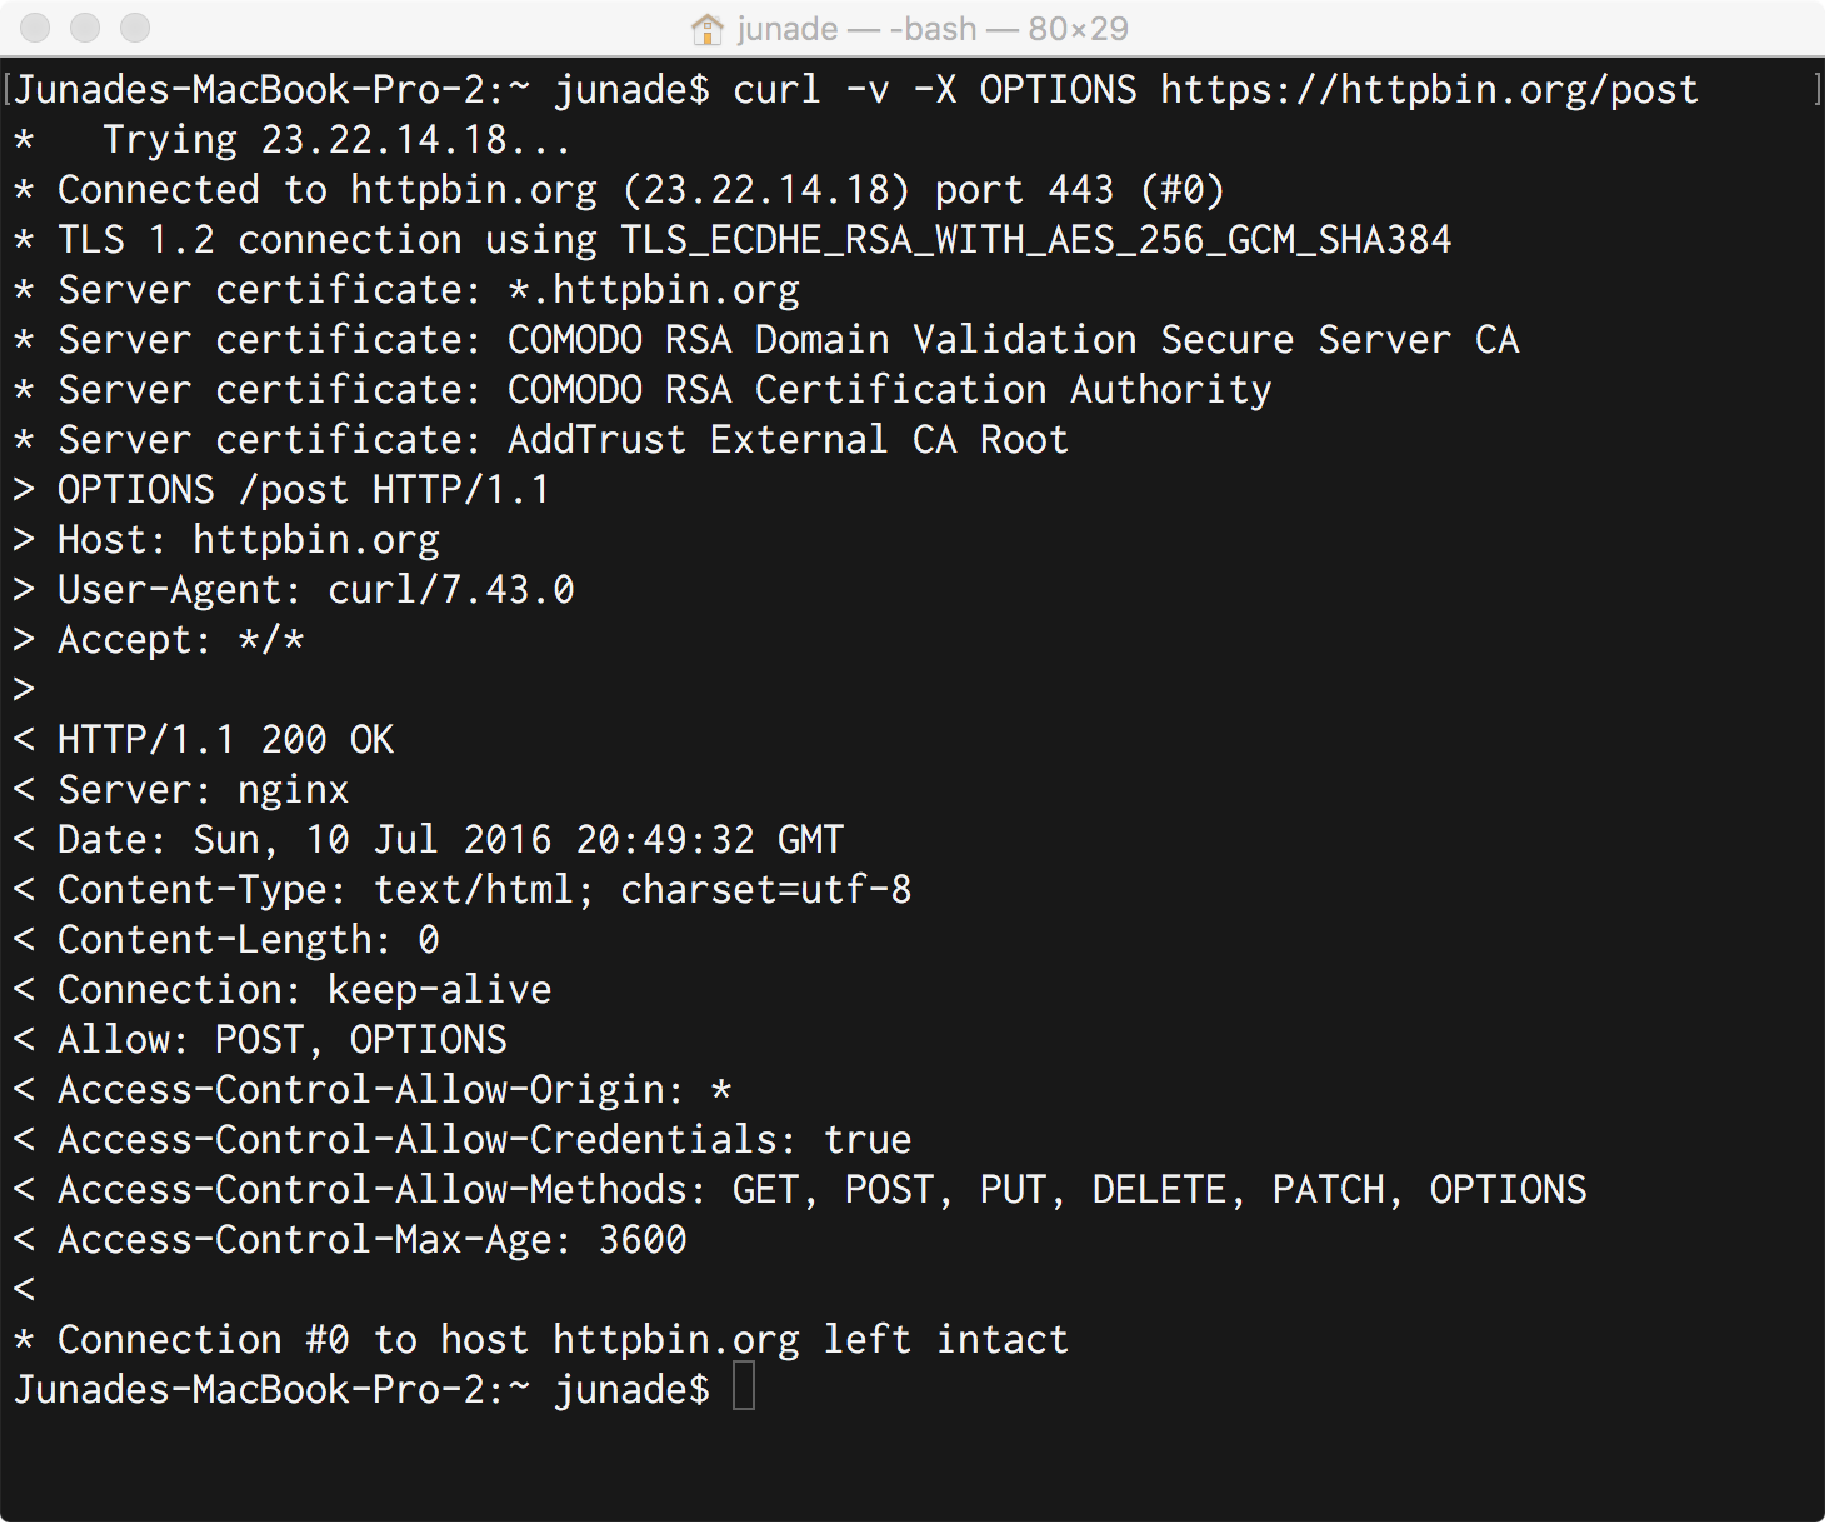 junade — -bash — 80×29
[Junades-MacBook-Pro-2:~ junade$ curl -v -X OPTIONS https://httpbin.org/post ]
*   Trying 23.22.14.18...
* Connected to httpbin.org (23.22.14.18) port 443 (#0)
* TLS 1.2 connection using TLS_ECDHE_RSA_WITH_AES_256_GCM_SHA384
* Server certificate: *.httpbin.org
* Server certificate: COMODO RSA Domain Validation Secure Server CA
* Server certificate: COMODO RSA Certification Authority
* Server certificate: AddTrust External CA Root
> OPTIONS /post HTTP/1.1
> Host: httpbin.org
> User-Agent: curl/7.43.0
> Accept: */*
>
< HTTP/1.1 200 OK
< Server: nginx
< Date: Sun, 10 Jul 2016 20:49:32 GMT
< Content-Type: text/html; charset=utf-8
< Content-Length: 0
< Connection: keep-alive
< Allow: POST, OPTIONS
< Access-Control-Allow-Origin: *
< Access-Control-Allow-Credentials: true
< Access-Control-Allow-Methods: GET, POST, PUT, DELETE, PATCH, OPTIONS
< Access-Control-Max-Age: 3600
<
* Connection #0 to host httpbin.org left intact
Junades-MacBook-Pro-2:~ junade$